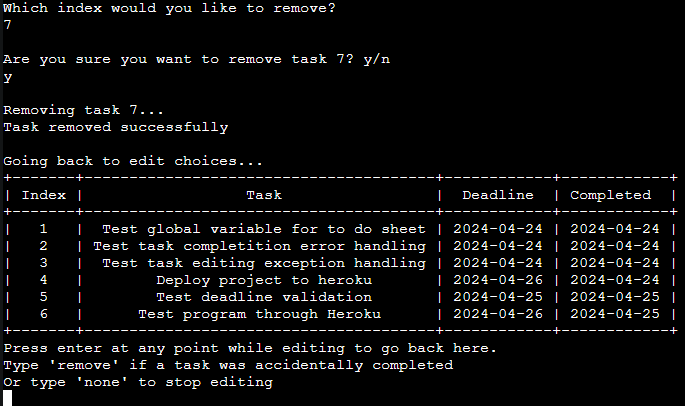 Which index would you like to remove?
7
Are you sure you want to remove task 7? y/n
y
Removing task 7...
Task removed successfully
Going back to edit choices...
+-------+---------------------------------------+------------+------------+
| Index |                  Task                 |  Deadline  | Completed  |
+-------+---------------------------------------+------------+------------+
|   1   |  Test global variable for to do sheet | 2024-04-24 | 2024-04-24 |
|   2   | Test task completition error handling | 2024-04-24 | 2024-04-24 |
|   3   |  Test task editing exception handling | 2024-04-24 | 2024-04-24 |
|   4   |        Deploy project to heroku       | 2024-04-26 | 2024-04-24 |
|   5   |        Test deadline validation       | 2024-04-25 | 2024-04-25 |
|   6   |      Test program through Heroku      | 2024-04-26 | 2024-04-25 |
+-------+---------------------------------------+------------+------------+
Press enter at any point while editing to go back here.
Type 'remove' if a task was accidentally completed
Or type 'none' to stop editing